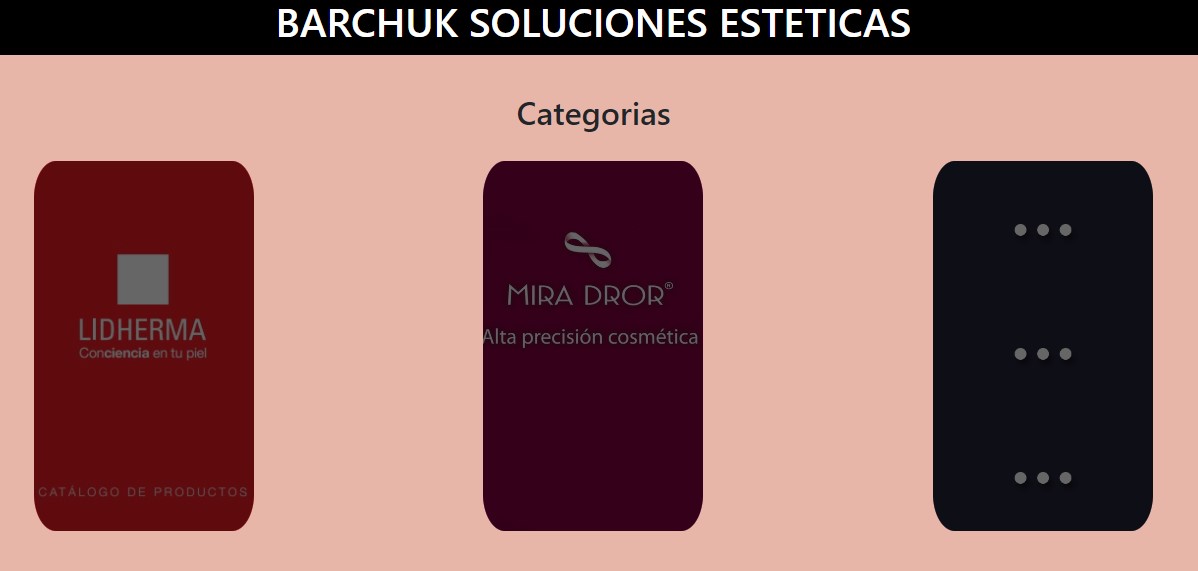 BARCHUK SOLUCIONES ESTETICAS
Categorias
LIDHERMA
Conciencia en tu piel
CATÁLOGO DE PRODUCTOS
MIRA DROR®
Alta precisión cosmética
...
...
...